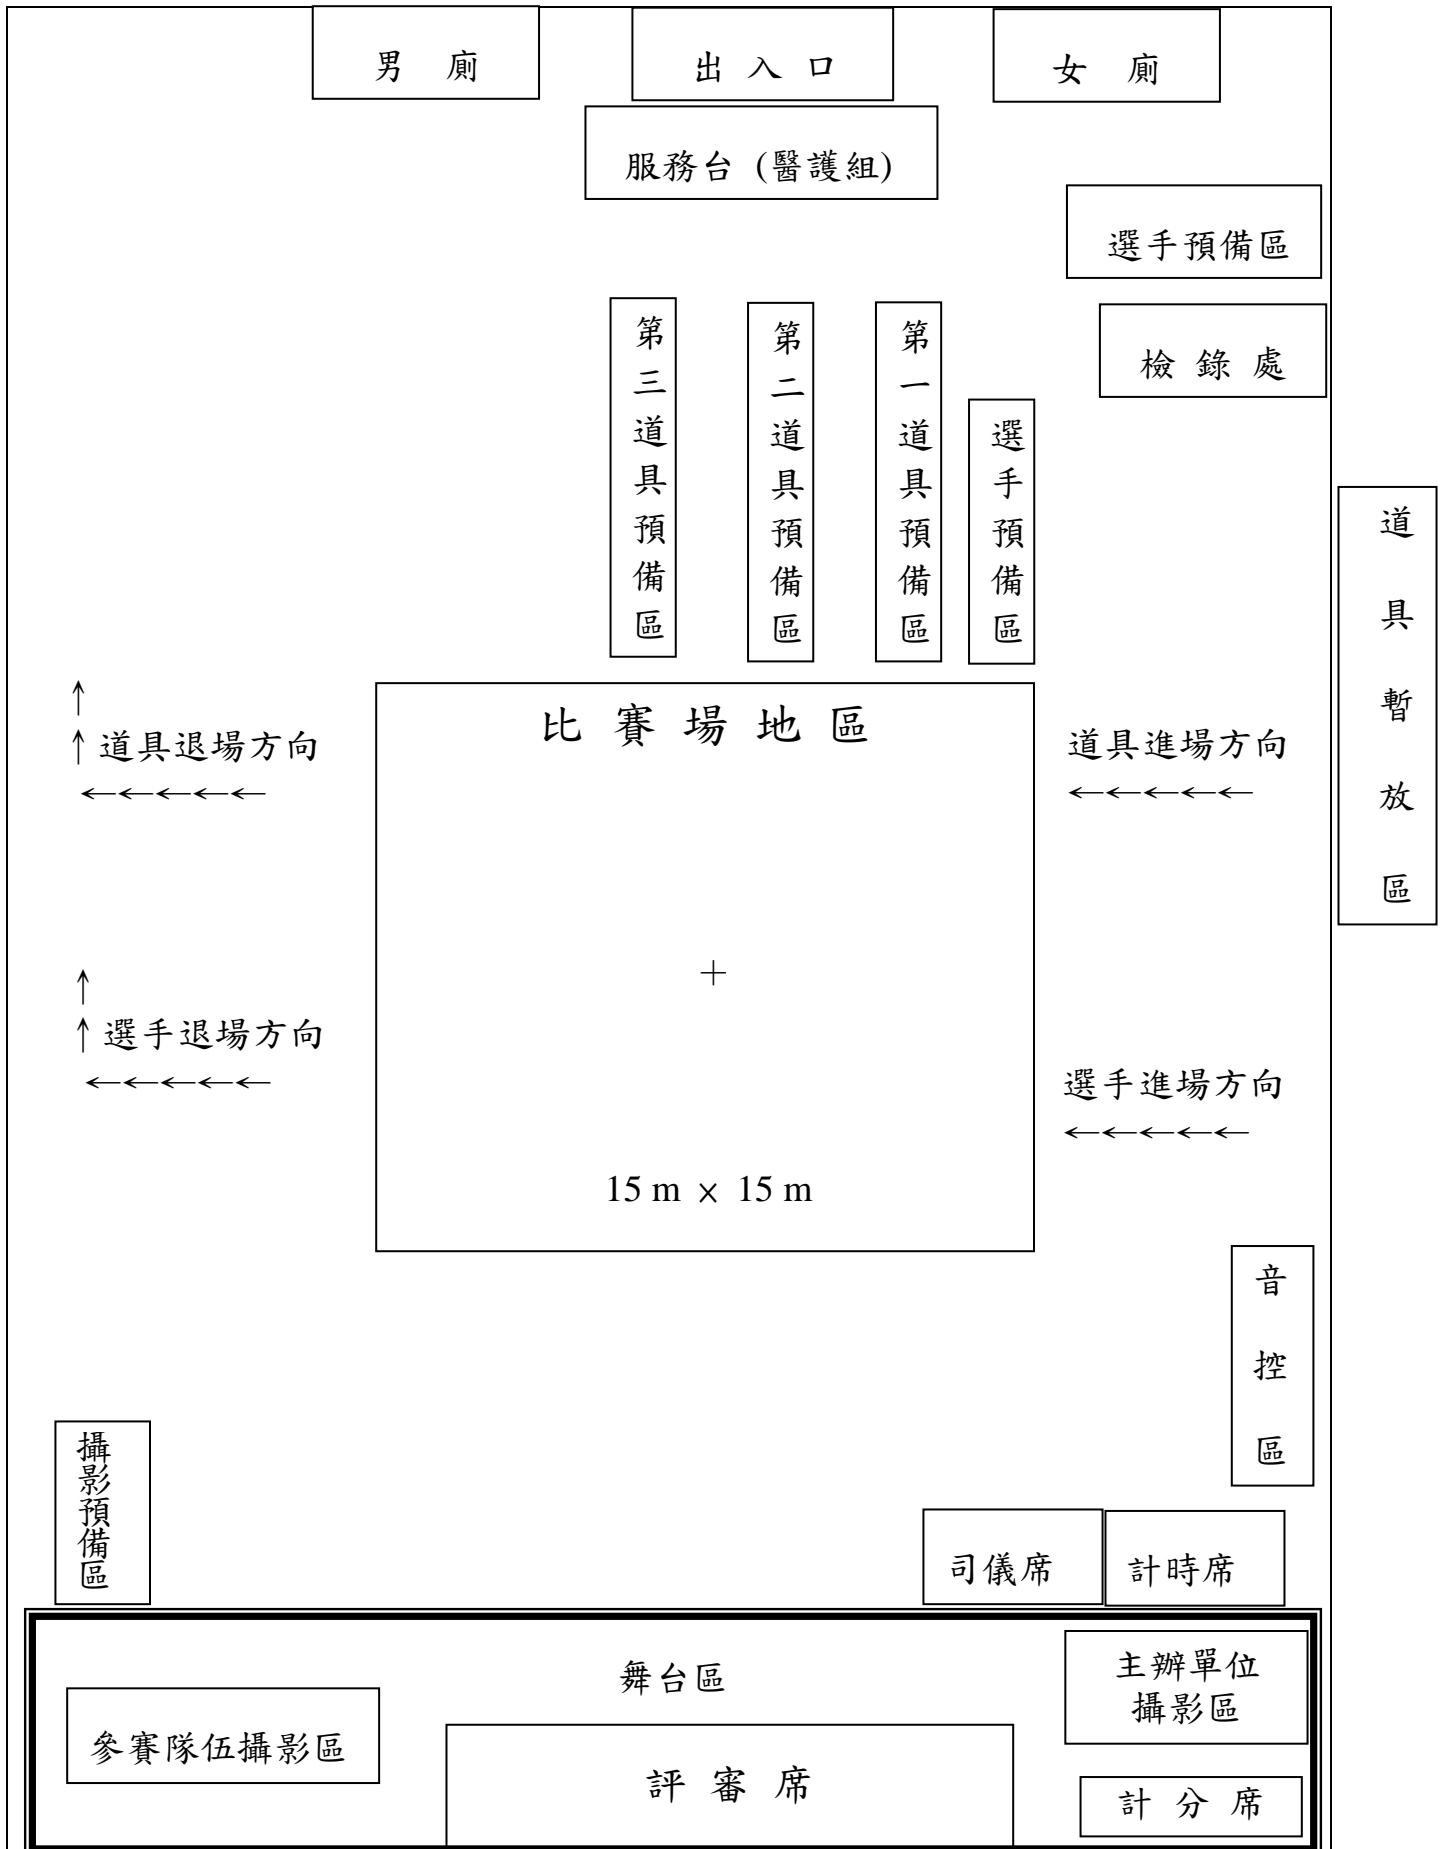 男 廁
出 入 口
女 廁
服務台 (醫護組)
選手預備區
檢 錄 處
第三道具預備區
第二道具預備區
第一道具預備區
選手預備區
道具暫放區
比 賽 場 地 區
↑
↑ 道具退場方向
←←←←←
道具進場方向
←←←←←
＋
↑
↑ 選手退場方向
←←←←←
選手進場方向
←←←←←
15 m × 15 m
音控區
攝影預備區
司儀席
計時席
舞台區
主辦單位
攝影區
參賽隊伍攝影區
評 審 席
計 分 席